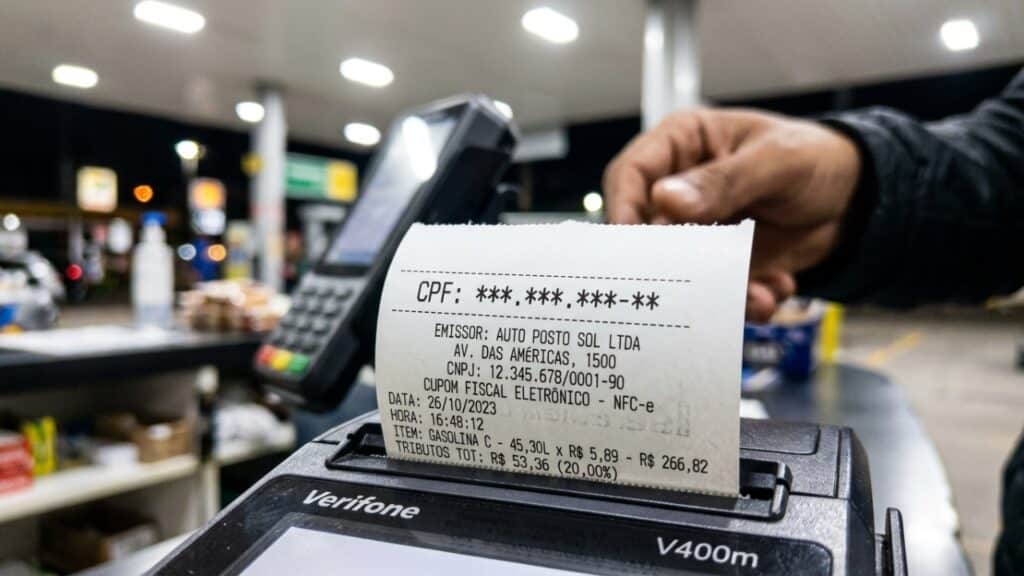 CPF: ***.***.***-**
EMISSOR: AUTO POSTO SOL LTDA
AV. DAS AMÉRICAS, 1500
CNPJ: 12.345.678/0001-90
CUPOM FISCAL ELETRÔNICO - NFC-e
DATA: 26/10/2023
HORA: 16:48:12
ITEM: GASOLINA C - 45,30L x R$ 5,89 - R$ 266,82
TRIBUTOS TOT: R$ 53,36 (20,00%)
Verifone
V400m